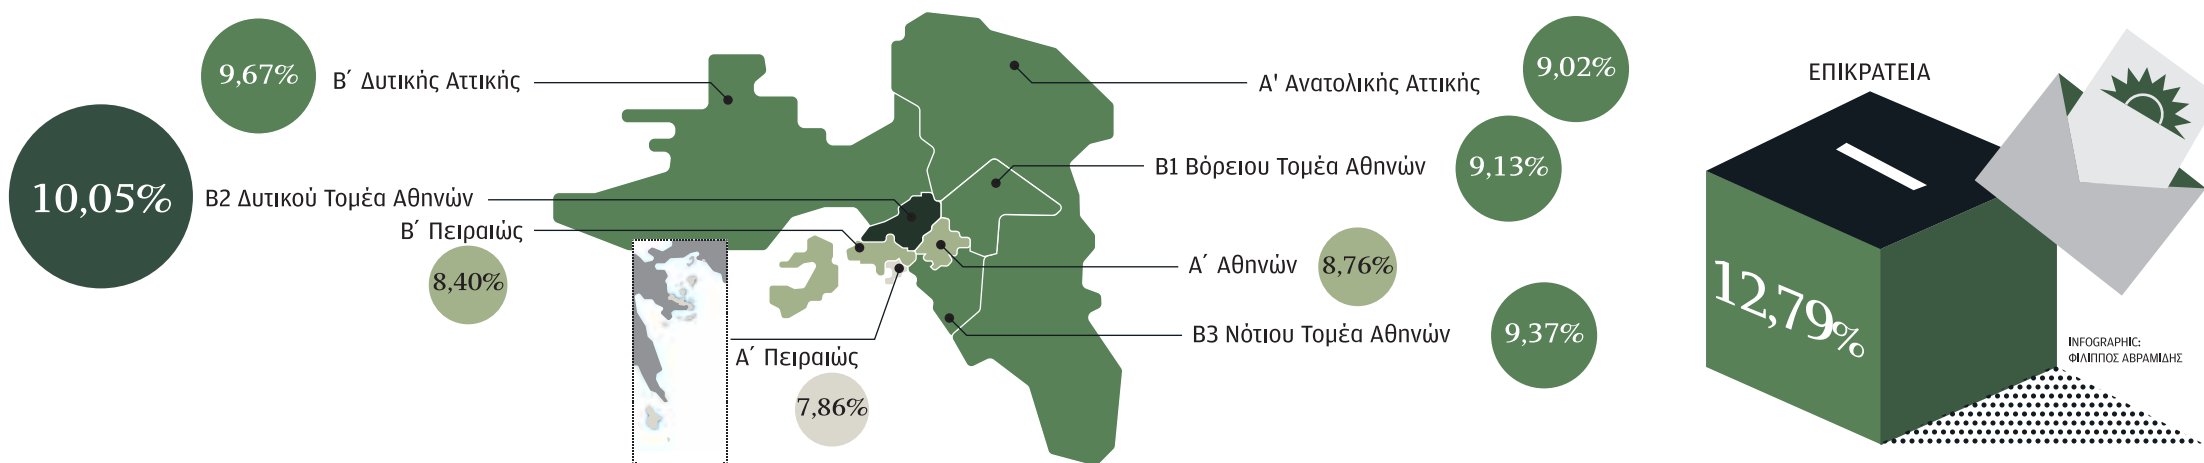 9,67%
Β΄ Δυτικής Αττικής
10,05%
Β2 Δυτικού Τομέα Αθηνών
Β΄ Πειραιώς
8,40%
Α΄ Πειραιώς
7,86%
Α' Ανατολικής Αττικής
9,02%
Β1 Βόρειου Τομέα Αθηνών
9,13%
Α΄ Αθηνών
8,76%
Β3 Νότιου Τομέα Αθηνών
9,37%
ΕΠΙΚΡΑΤΕΙΑ
12,79%
INFOGRAPHIC:
ΦΙΛΙΠΠΟΣ ΑΒΡΑΜΙΔΗΣ